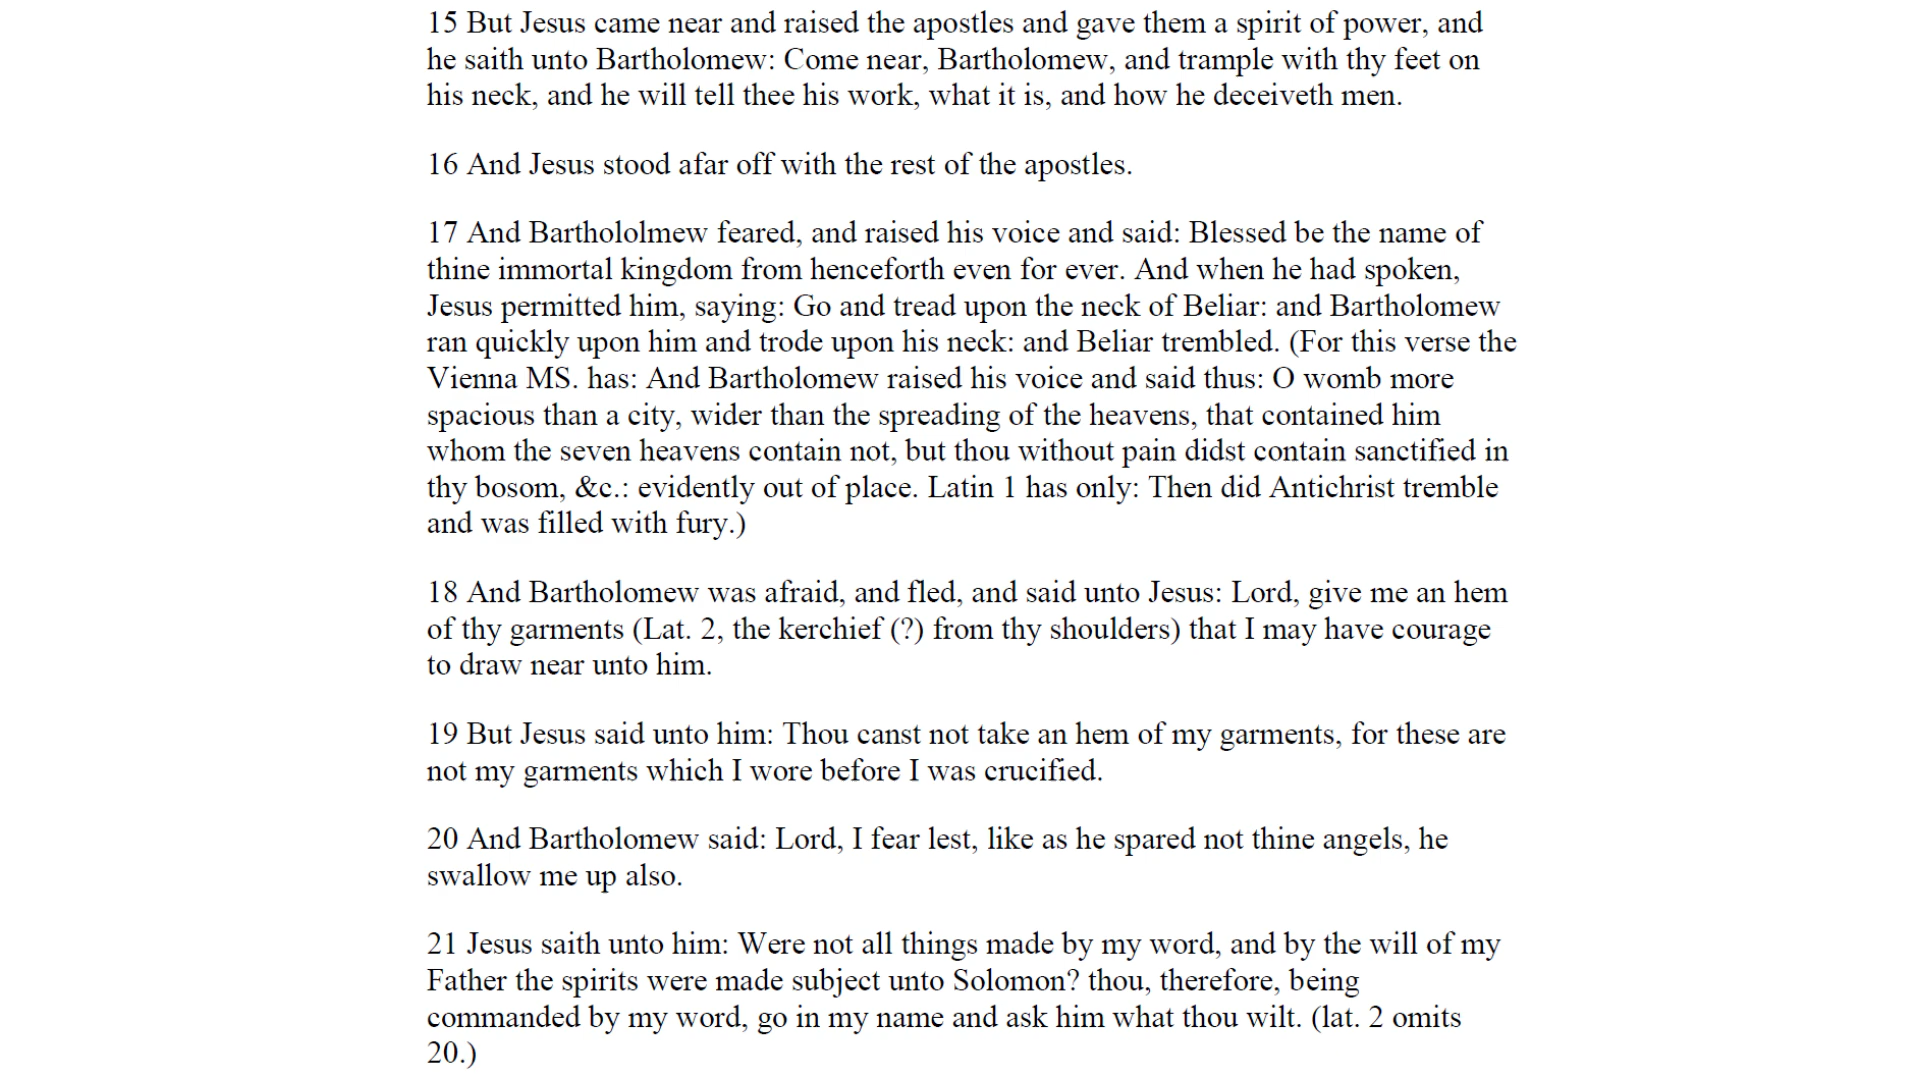 15 But Jesus came near and raised the apostles and gave them a spirit of power, and
he saith unto Bartholomew: Come near, Bartholomew, and trample with thy feet on
his neck, and he will tell thee his work, what it is, and how he deceiveth men.
16 And Jesus stood afar off with the rest of the apostles.
17 And Barthololmew feared, and raised his voice and said: Blessed be the name of
thine immortal kingdom from henceforth even for ever. And when he had spoken,
Jesus permitted him, saying: Go and tread upon the neck of Beliar: and Bartholomew
ran quickly upon him and trode upon his neck: and Beliar trembled. (For this verse the
Vienna MS. has: And Bartholomew raised his voice and said thus: O womb more
spacious than a city, wider than the spreading of the heavens, that contained him
whom the seven heavens contain not, but thou without pain didst contain sanctified in
thy bosom, &c.: evidently out of place. Latin 1 has only: Then did Antichrist tremble
and was filled with fury.)
18 And Bartholomew was afraid, and fled, and said unto Jesus: Lord, give me an hem
of thy garments (Lat. 2, the kerchief (?) from thy shoulders) that I may have courage
to draw near unto him.
19 But Jesus said unto him: Thou canst not take an hem of my garments, for these are
not my garments which I wore before I was crucified.
20 And Bartholomew said: Lord, I fear lest, like as he spared not thine angels, he
swallow me up also.
21 Jesus saith unto him: Were not all things made by my word, and by the will of my
Father the spirits were made subject unto Solomon? thou, therefore, being
commanded by my word, go in my name and ask him what thou wilt. (lat. 2 omits
20.)